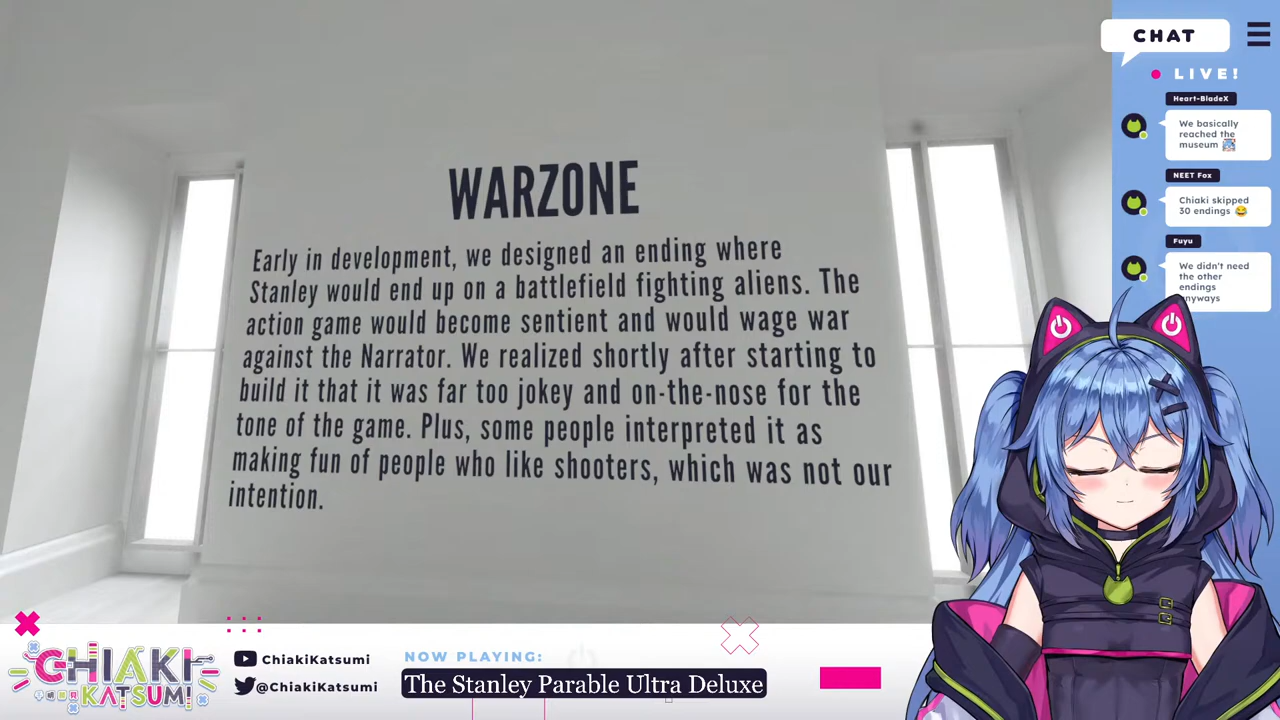 WARZONE
Early in development, we designed an ending where
Stanley would end up on a battlefield fighting aliens. The
action game would become sentient and would wage war
against the Narrator. We realized shortly after starting to
build it that it was far too jokey and on-the-nose for the
tone of the game. Plus, some people interpreted it as
making fun of people who like shooters, which was not our
intention.
CHAT
LIVE!
Heart-BladeX
We basically
reached the
museum
NEET Fox
Chiaki skipped
30 endings 😂
Fuyu
We didn't need
the other
endings
anyways
CHIAKI
KATSUMI
ChiakiKatsumi
@ChiakiKatsumi
NOW PLAYING:
The Stanley Parable Ultra Deluxe